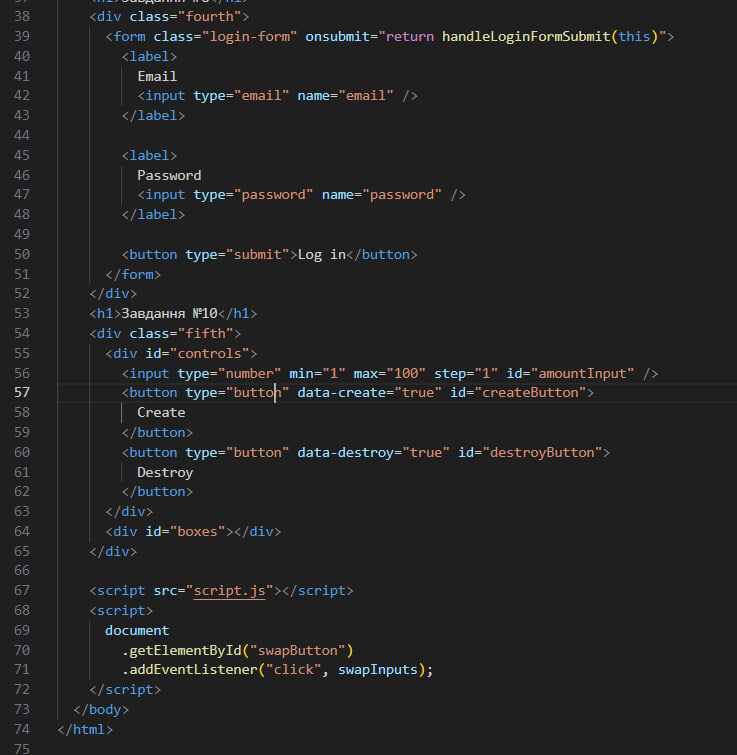 38 <div class="fourth">
39 <form class="login-form" onsubmit="return handleLoginFormSubmit(this)">
40 <label>
41 Email
42 <input type="email" name="email" />
43 </label>
44
45 <label>
46 Password
47 <input type="password" name="password" />
48 </label>
49
50 <button type="submit">Log in</button>
51 </form>
52 </div>
53 <h1>Завдання №10</h1>
54 <div class="fifth">
55 <div id="controls">
56 <input type="number" min="1" max="100" step="1" id="amountInput" />
57 <button type="button" data-create="true" id="createButton">
58 Create
59 </button>
60 <button type="button" data-destroy="true" id="destroyButton">
61 Destroy
62 </button>
63 </div>
64 <div id="boxes"></div>
65 </div>
66
67 <script src="script.js"></script>
68 <script>
69 document
70 .getElementById("swapButton")
71 .addEventListener("click", swapInputs);
72 </script>
73 </body>
74 </html>
75